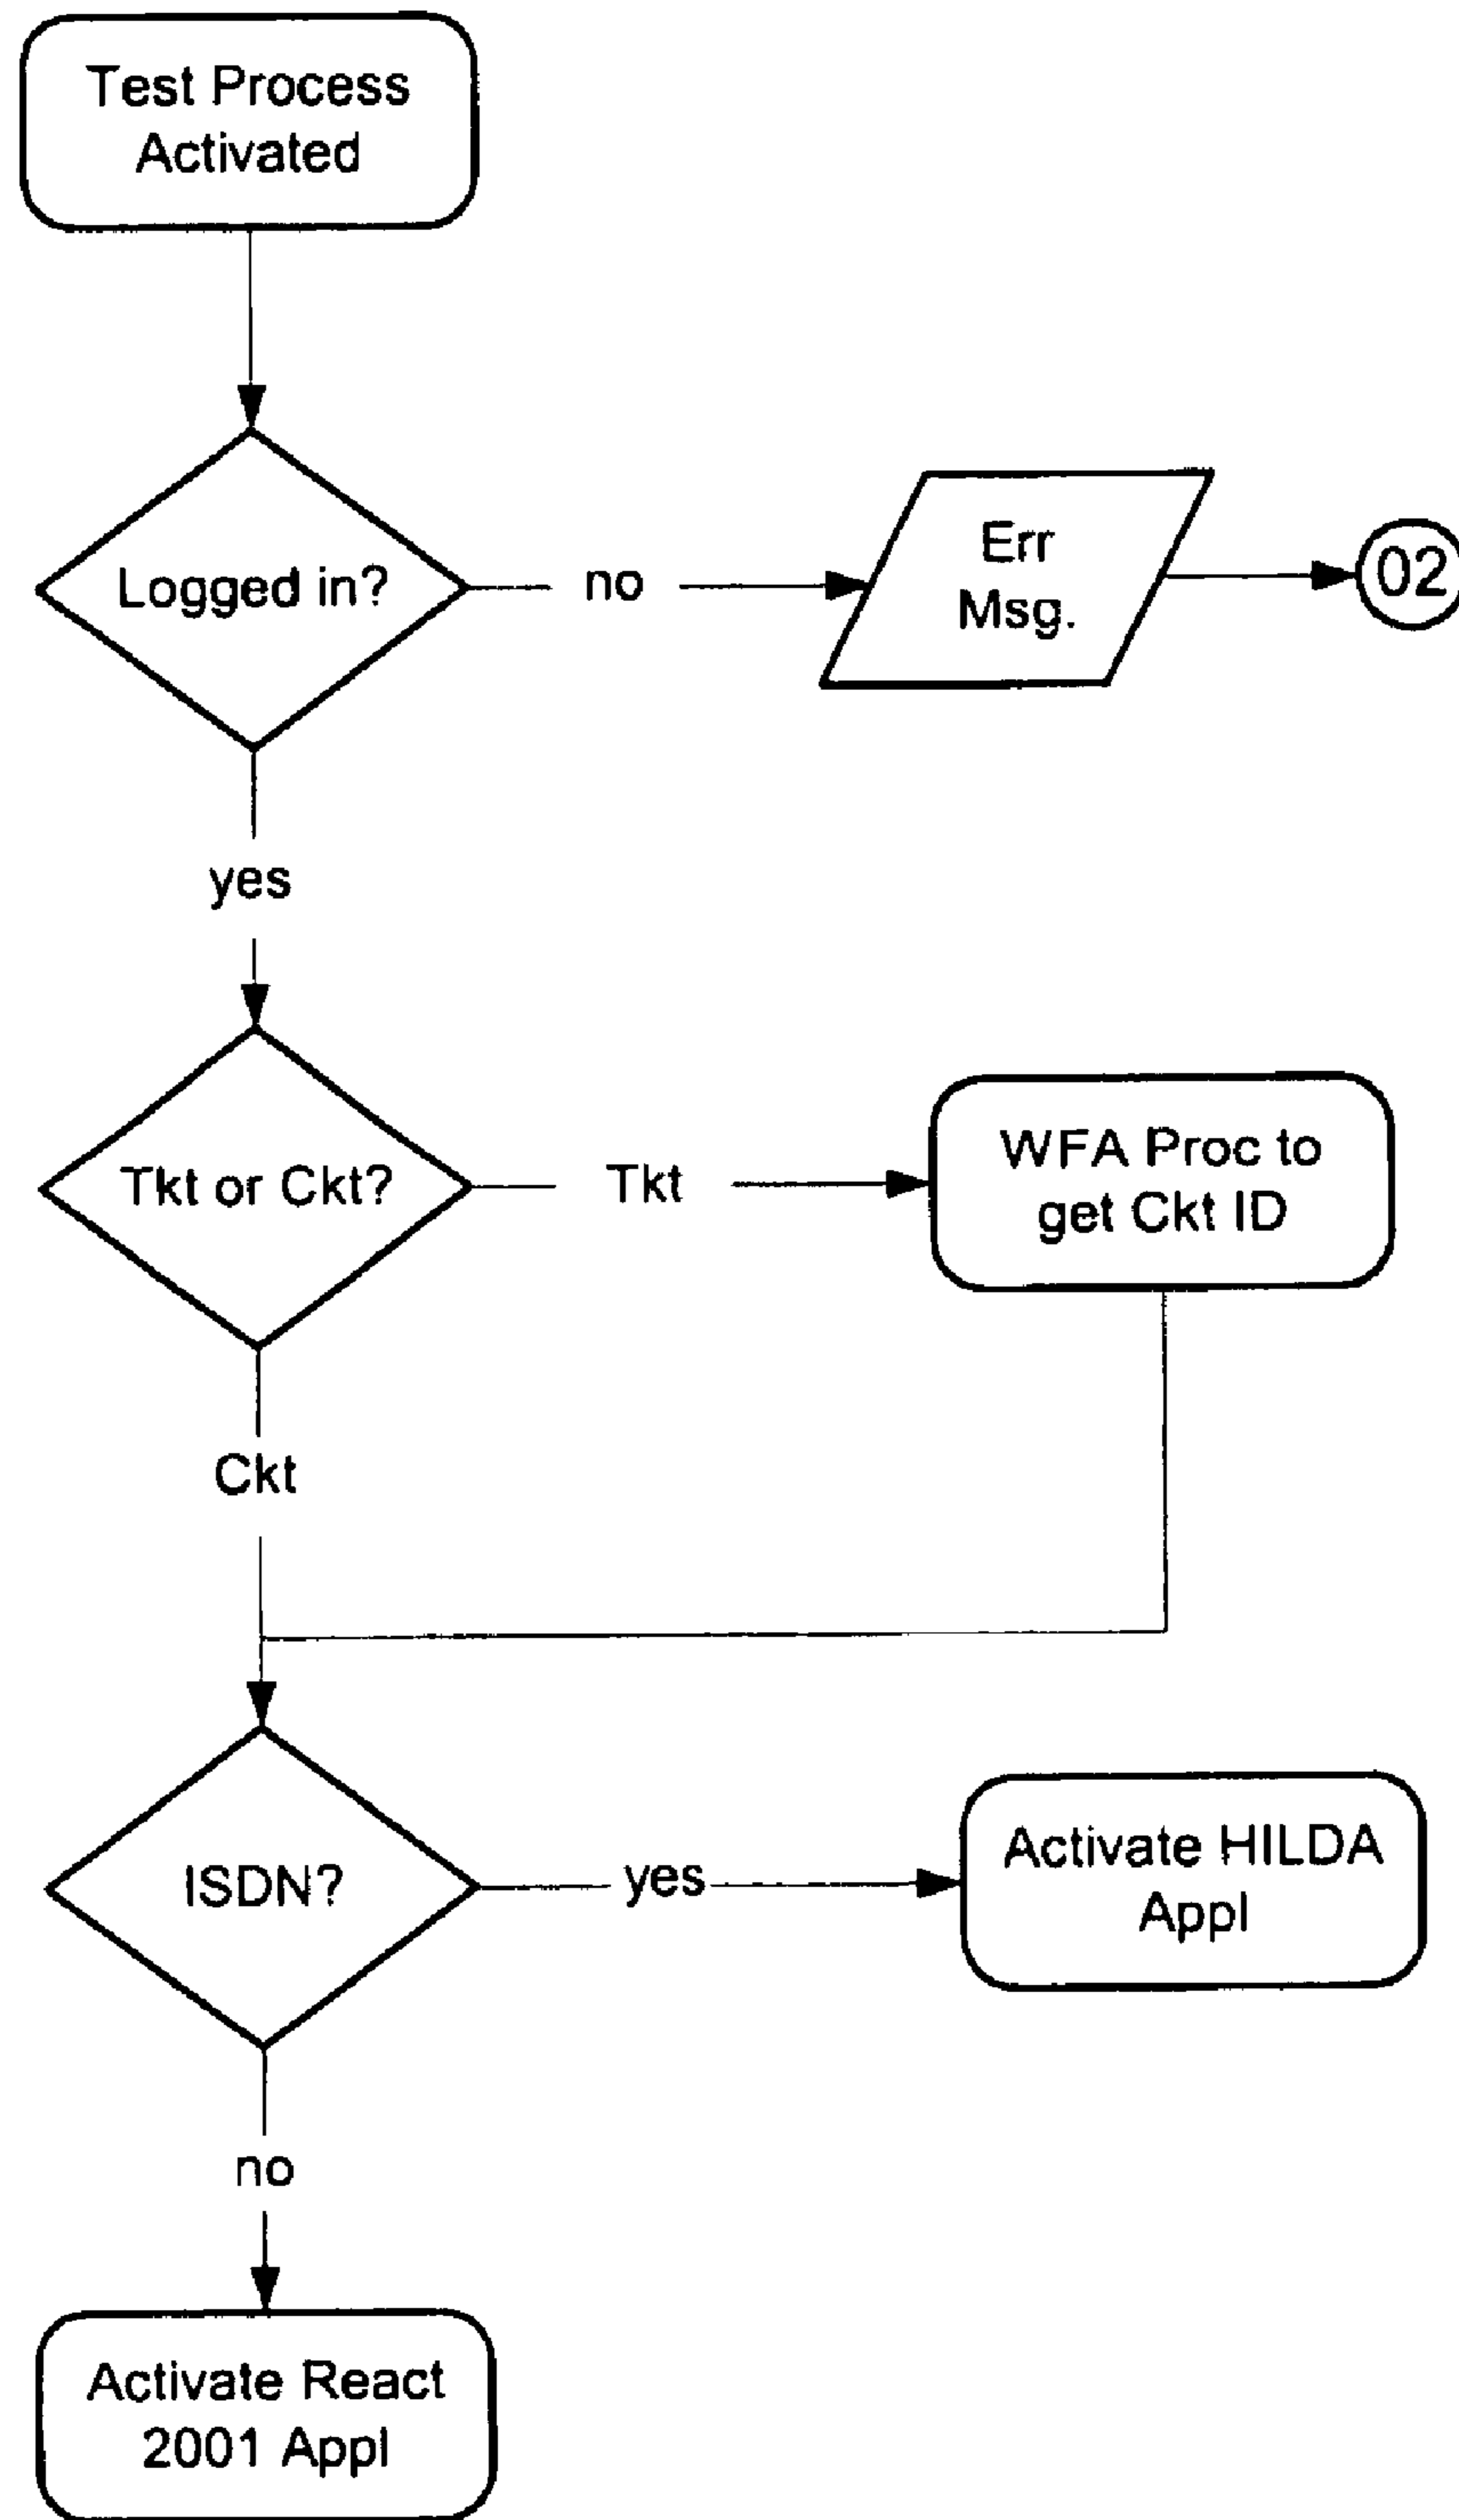 Test Process
Activated
Logged in?
no
Err
Msg.
02
yes
Tkt or Ckt?
Tkt
WFA Proc to
get Ckt ID
Ckt
ISDN?
yes
Activate HILDA
Appl
no
Activate React
2001 Appl